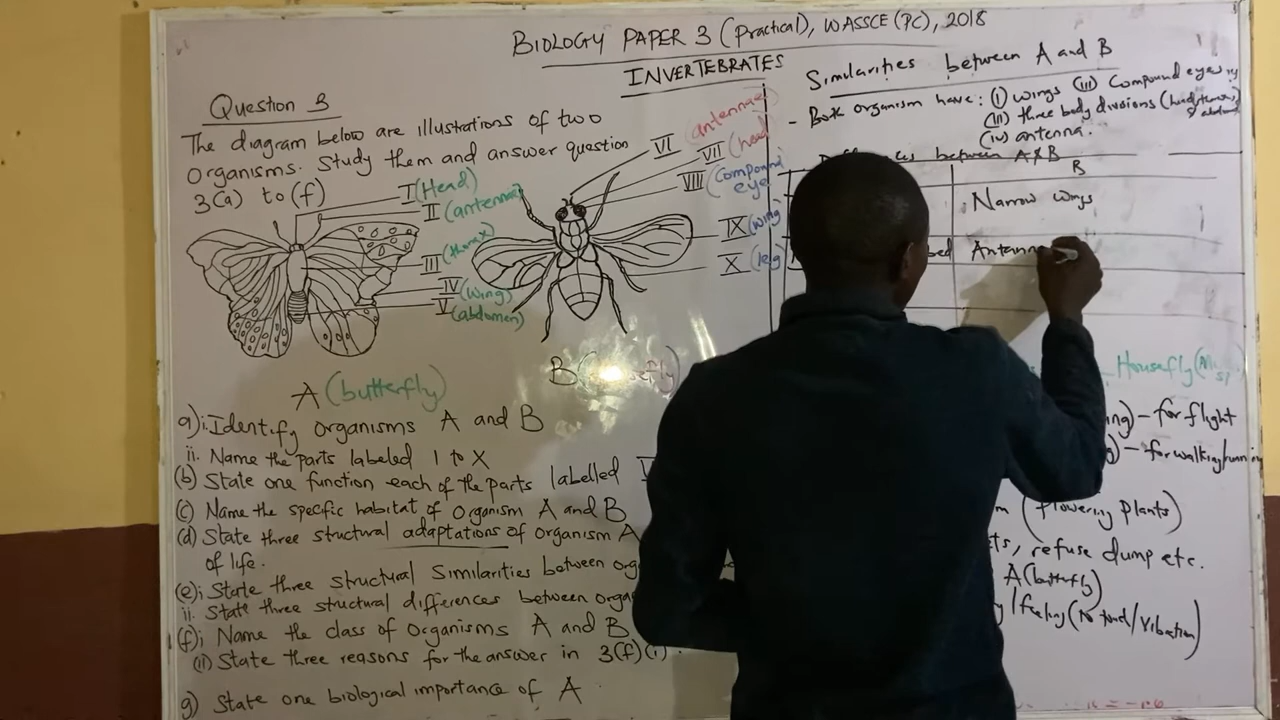 BIOLOGY PAPER 3 (Practical), WASSCE (PC), 2018
INVERTEBRATES
Question 3
The diagram below are illustations of two
organisms. Study them and answer question
3(a) to (f)
I (Head)
II (antennae)
III (thorax)
IV (wing)
V (abdomen)
A (butterfly)
VI (antennae)
VII (head)
VIII (compound eye)
IX (wing)
X (leg)
B
a) i. Identify organisms A and B
ii. Name the parts labeled I to X
(b) State one function each of the parts labelled
(c) Name the specific habitat of organism A and B
(d) State three structural adaptations of organism A
of life.
(e) i State three structural similarities between
ii. State three structural differences between
(f) i Name the class of organisms A and B
(ii) State three reasons for the answer in 3(f)(i).
g) State one biological importance of A
Similarities between A and B
- Both organism have: (i) wings (ii) compound eyes
(iii) three body divisions
(iv) antenna.
between A & B
B
Narrow wings
Antenna
Housefly
- for flight
- for walking/running
(flowering plants)
refuse dump etc.
A (butterfly)
/feeling (to touch/vibration)